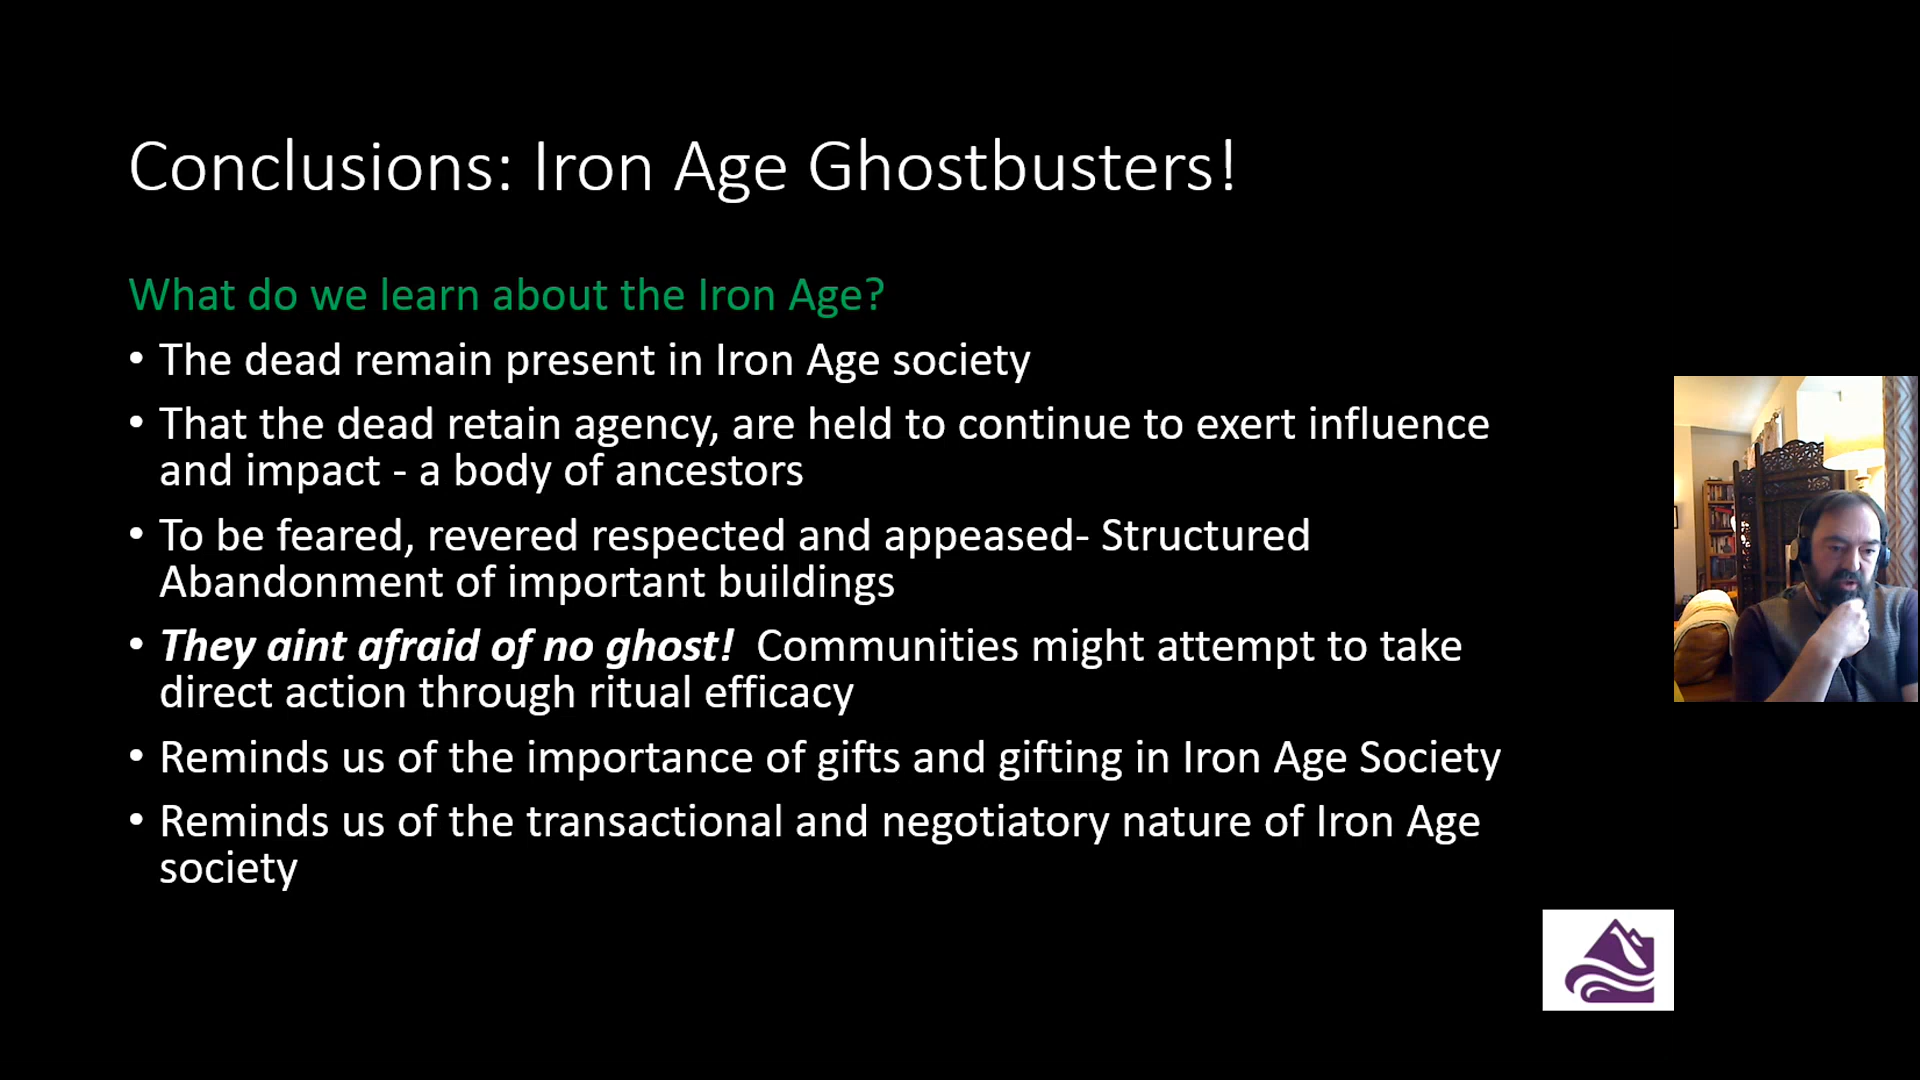 Conclusions: Iron Age Ghostbusters!
What do we learn about the Iron Age?
• The dead remain present in Iron Age society
• That the dead retain agency, are held to continue to exert influence
and impact - a body of ancestors
• To be feared, revered respected and appeased- Structured
Abandonment of important buildings
• They aint afraid of no ghost!  Communities might attempt to take
direct action through ritual efficacy
• Reminds us of the importance of gifts and gifting in Iron Age Society
• Reminds us of the transactional and negotiatory nature of Iron Age
society